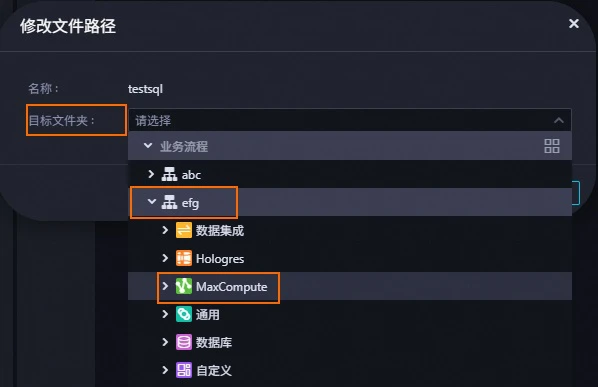 修改文件路径
名称：
testsql
目标文件夹：
请选择
业务流程
abc
efg
数据集成
Hologres
MaxCompute
通用
数据库
自定义